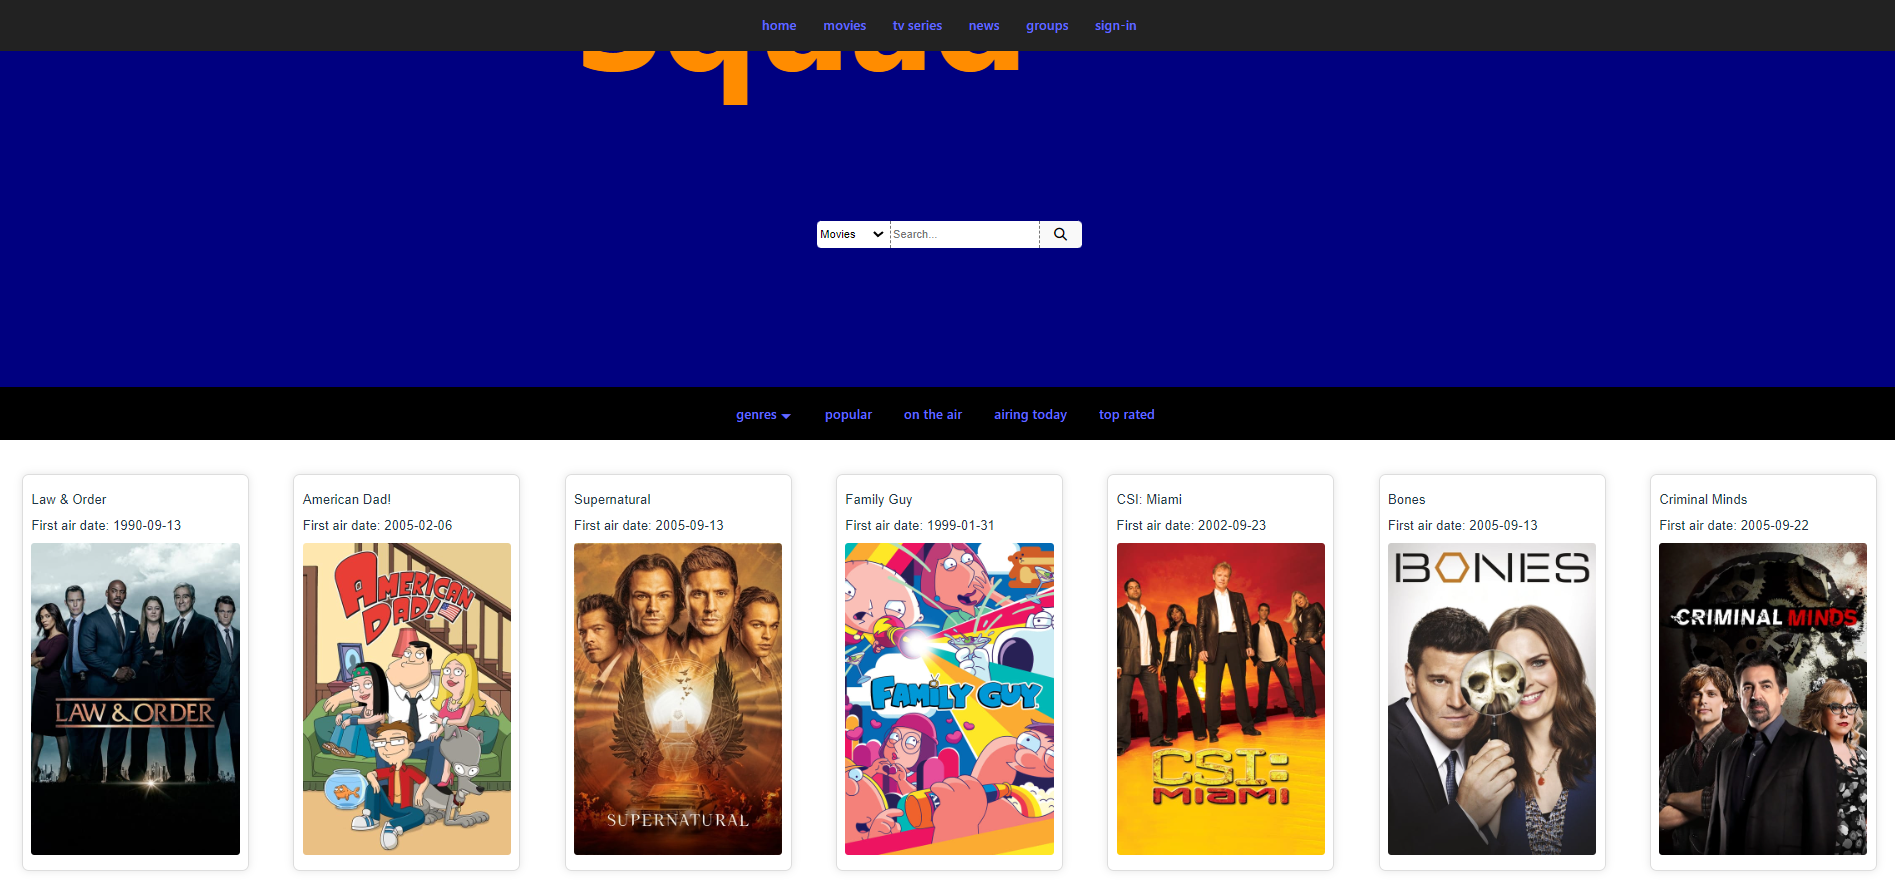 home movies tv series news groups sign-in
squad
Movies Search...
genres popular on the air airing today top rated
Law & Order
First air date: 1990-09-13
LAW & ORDER
American Dad!
First air date: 2005-02-06
AMERICAN DAD!
Supernatural
First air date: 2005-09-13
SUPERNATURAL
Family Guy
First air date: 1999-01-31
FAMILY GUY
CSI: Miami
First air date: 2002-09-23
CSI:
MIAMI
Bones
First air date: 2005-09-13
BONES
Criminal Minds
First air date: 2005-09-22
CRIMINAL MINDS